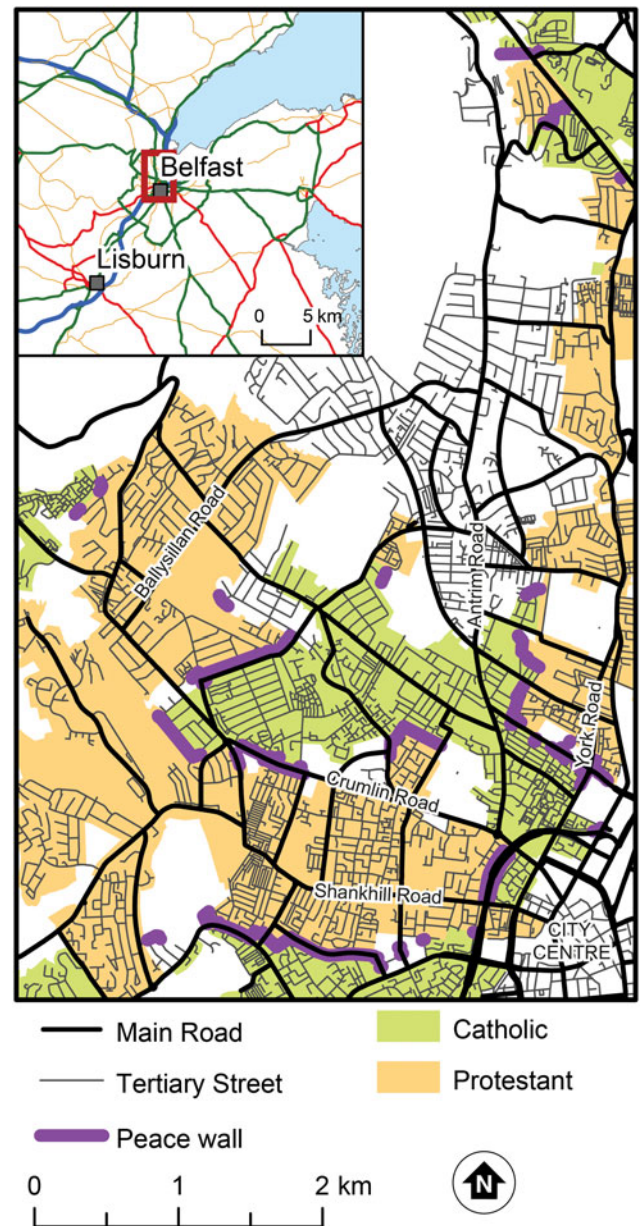 Belfast
Lisburn
0 5 km
Ballysillan Road
Antrim Road
York Road
Crumlin Road
Shankhill Road
CITY
CENTRE
Main Road
Catholic
Tertiary Street
Protestant
Peace wall
0 1 2 km
N